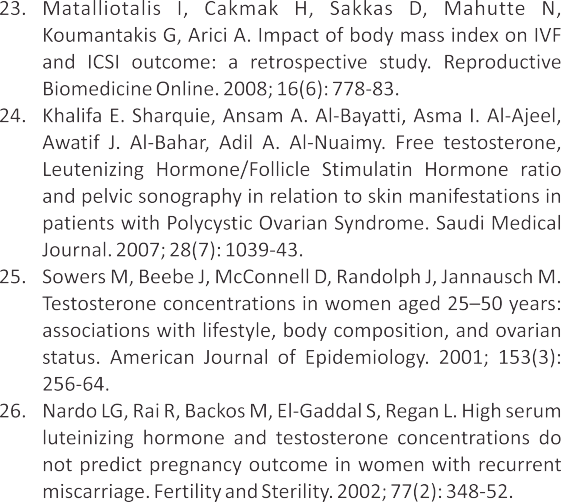 23. Matalliotalis I, Cakmak H, Sakkas D, Mahutte N,
Koumantakis G, Arici A. Impact of body mass index on IVF
and ICSI outcome: a retrospective study. Reproductive
Biomedicine Online. 2008; 16(6): 778-83.
24. Khalifa E. Sharquie, Ansam A. Al-Bayatti, Asma I. Al-Ajeel,
Awatif J. Al-Bahar, Adil A. Al-Nuaimy. Free testosterone,
Leutenizing Hormone/Follicle Stimulatin Hormone ratio
and pelvic sonography in relation to skin manifestations in
patients with Polycystic Ovarian Syndrome. Saudi Medical
Journal. 2007; 28(7): 1039-43.
25. Sowers M, Beebe J, McConnell D, Randolph J, Jannausch M.
Testosterone concentrations in women aged 25–50 years:
associations with lifestyle, body composition, and ovarian
status. American Journal of Epidemiology. 2001; 153(3):
256-64.
26. Nardo LG, Rai R, Backos M, El-Gaddal S, Regan L. High serum
luteinizing hormone and testosterone concentrations do
not predict pregnancy outcome in women with recurrent
miscarriage. Fertility and Sterility. 2002; 77(2): 348-52.